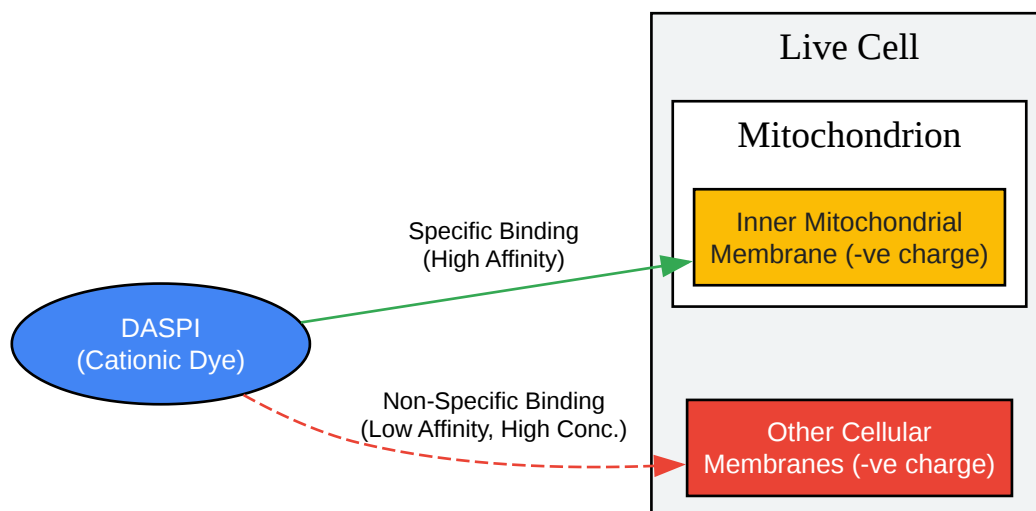 Live Cell
Mitochondrion
Inner Mitochondrial
Membrane (-ve charge)
Specific Binding
(High Affinity)
DASPI
(Cationic Dye)
Non-Specific Binding
(Low Affinity, High Conc.)
Other Cellular
Membranes (-ve charge)